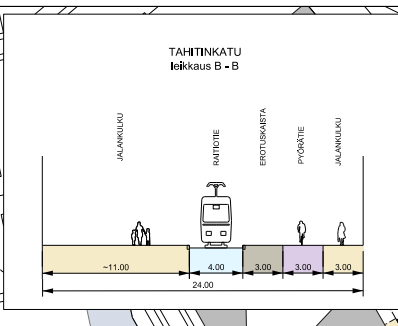 TAHITINKATU
leikkaus B - B
JALANKULKU
RAITIOTIE
EROTUSKAISTA
PYÖRÄTIE
JALANKULKU
~11.00
4.00
3.00
3.00
3.00
24.00